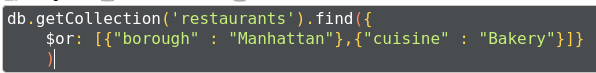 db.getCollection('restaurants').find({
$or: [{"borough" : "Manhattan"},{"cuisine" : "Bakery"}]}
)